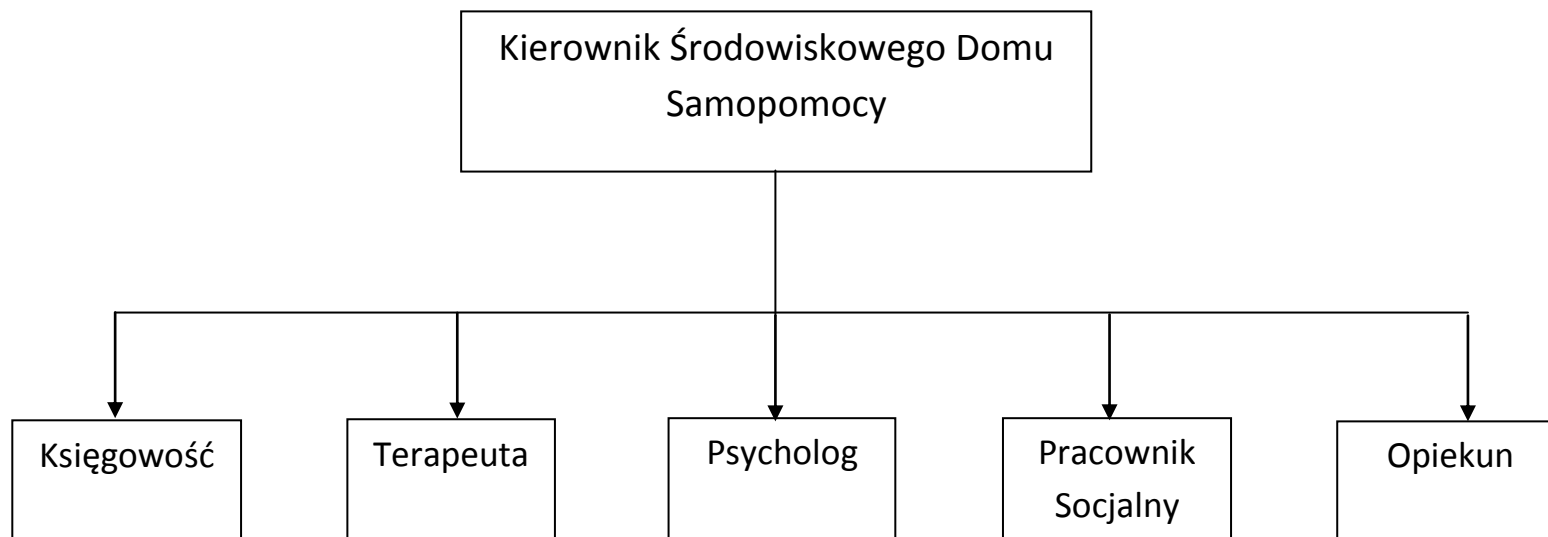 Kierownik Środowiskowego Domu
Samopomocy
Księgowość
Terapeuta
Psycholog
Pracownik
Socjalny
Opiekun